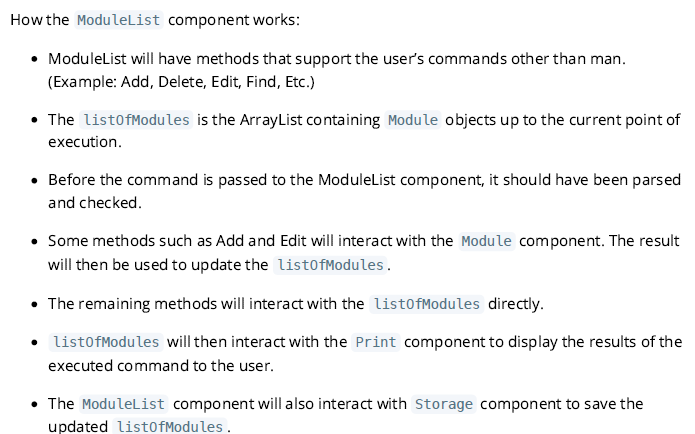 How the ModuleList component works:
• ModuleList will have methods that support the user’s commands other than man.
(Example: Add, Delete, Edit, Find, Etc.)
• The listOfModules is the ArrayList containing Module objects up to the current point of
execution.
• Before the command is passed to the ModuleList component, it should have been parsed
and checked.
• Some methods such as Add and Edit will interact with the Module component. The result
will then be used to update the listOfModules.
• The remaining methods will interact with the listOfModules directly.
• listOfModules will then interact with the Print component to display the results of the
executed command to the user.
• The ModuleList component will also interact with Storage component to save the
updated listOfModules.